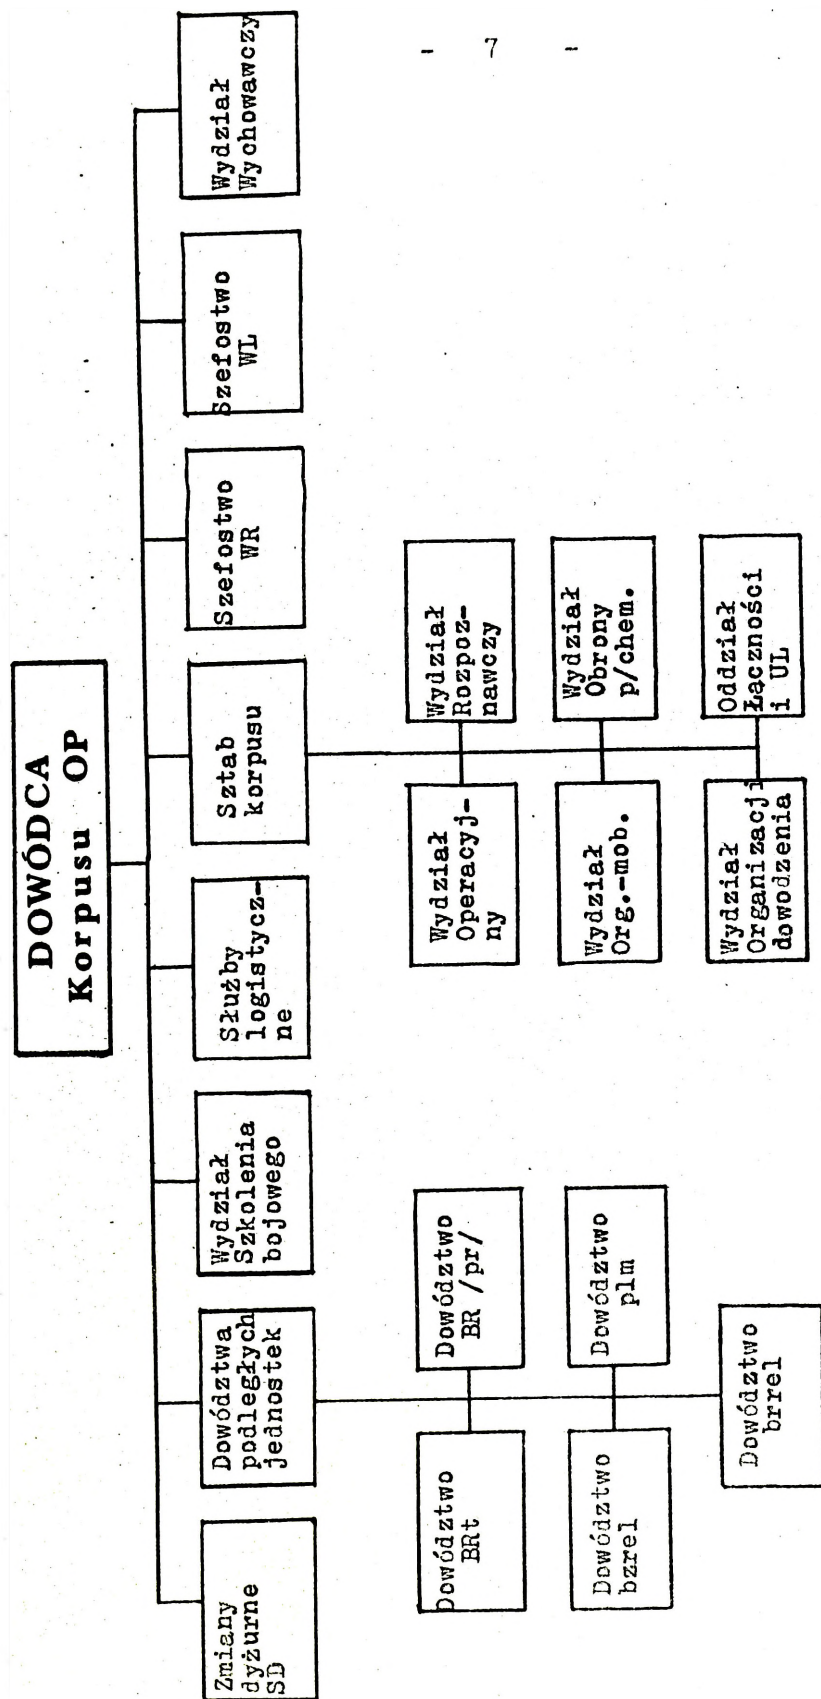 - 7 -
DOWÓDCA
Korpusu OP
Zmiany
dyżurne
SD
Dowództwa
podległych
jednostek
Wydział
Szkolenia
bojowego
Służby
logistycz-
ne
Sztab
korpusu
Szefostwo
WR
Szefostwo
WL
Wydział
Wychowawczy
Dowództwo
BRt
Dowództwo
BR /pr/
Dowództwo
bzrel
Dowództwo
plm
Dowództwo
brrel
Wydział
Operacyj-
ny
Wydział
Rozpoz-
nawczy
Wydział
Org.-mob.
Wydział
Obrony
p/chem.
Wydział
Organizacji
dowodzenia
Oddział
Łączności
i UL